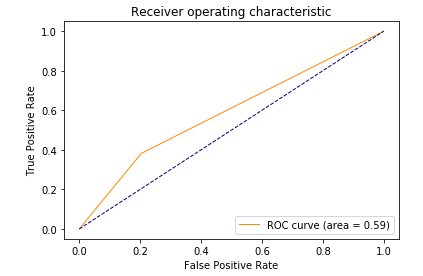 Receiver operating characteristic
True Positive Rate
1.0
0.8
0.6
0.4
0.2
0.0
ROC curve (area = 0.59)
0.0 0.2 0.4 0.6 0.8 1.0
False Positive Rate